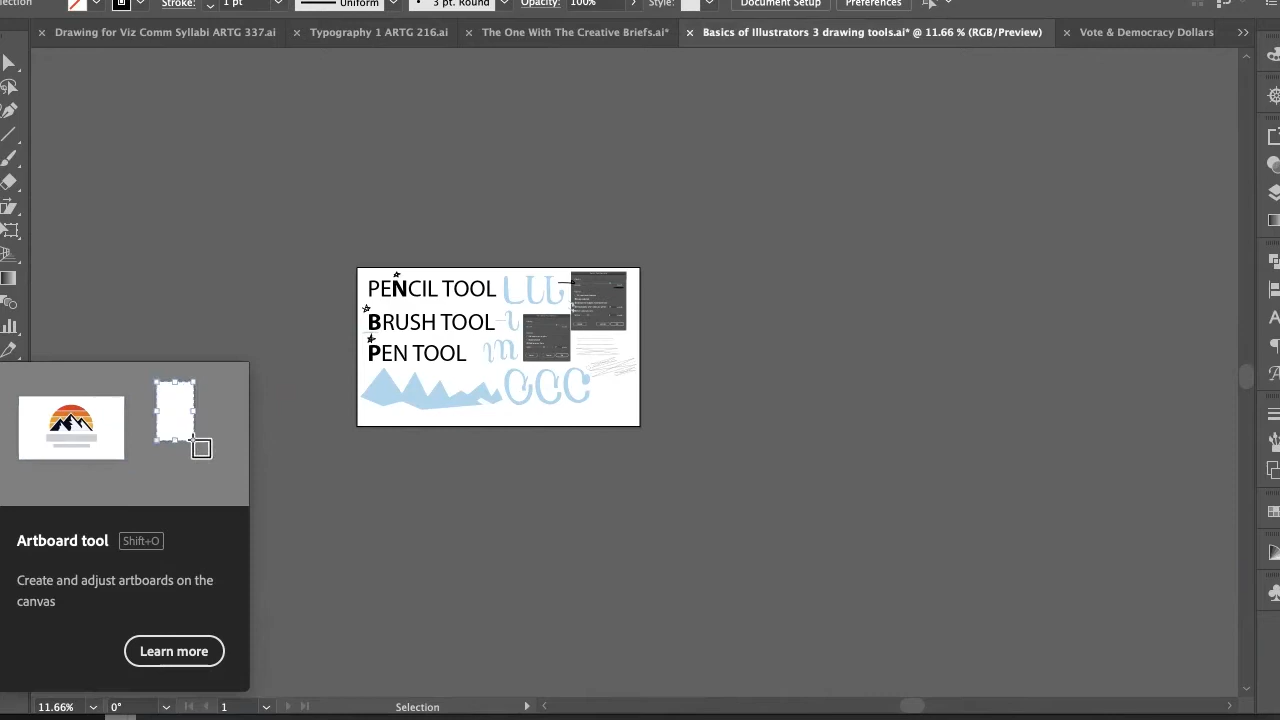 ection
Stroke:
1 pt
Uniform
3 pt. Round
Opacity:
100%
Style:
Document Setup
Preferences
× Drawing for Viz Comm Syllabi ARTG 337.ai
× Typography 1 ARTG 216.ai
× The One With The Creative Briefs.ai*
× Basics of Illustrators 3 drawing tools.ai* @ 11.66 % (RGB/Preview)
× Vote & Democracy Dollars
PENCIL TOOL
BRUSH TOOL
PEN TOOL
Artboard tool Shift+O
Create and adjust artboards on the
canvas
Learn more
11.66%
0°
1
Selection